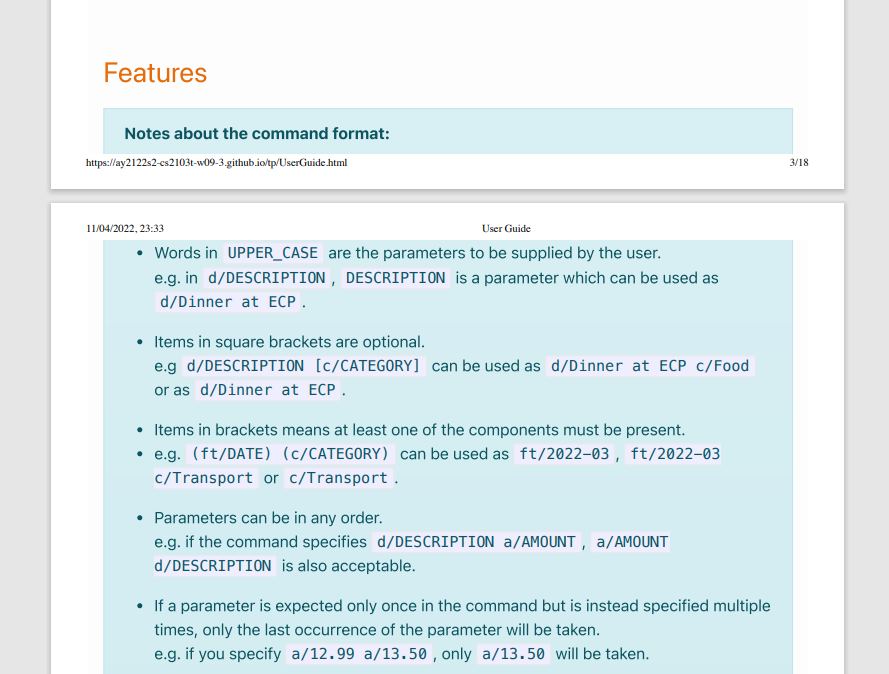 Features
Notes about the command format:
https://ay2122s2-cs2103t-w09-3.github.io/tp/UserGuide.html 3/18
11/04/2022, 23:33 User Guide
• Words in UPPER_CASE are the parameters to be supplied by the user.
e.g. in d/DESCRIPTION , DESCRIPTION is a parameter which can be used as
d/Dinner at ECP .
• Items in square brackets are optional.
e.g d/DESCRIPTION [c/CATEGORY] can be used as d/Dinner at ECP c/Food
or as d/Dinner at ECP .
• Items in brackets means at least one of the components must be present.
• e.g. (ft/DATE) (c/CATEGORY) can be used as ft/2022-03 , ft/2022-03
c/Transport or c/Transport .
• Parameters can be in any order.
e.g. if the command specifies d/DESCRIPTION a/AMOUNT , a/AMOUNT
d/DESCRIPTION is also acceptable.
• If a parameter is expected only once in the command but is instead specified multiple
times, only the last occurrence of the parameter will be taken.
e.g. if you specify a/12.99 a/13.50 , only a/13.50 will be taken.